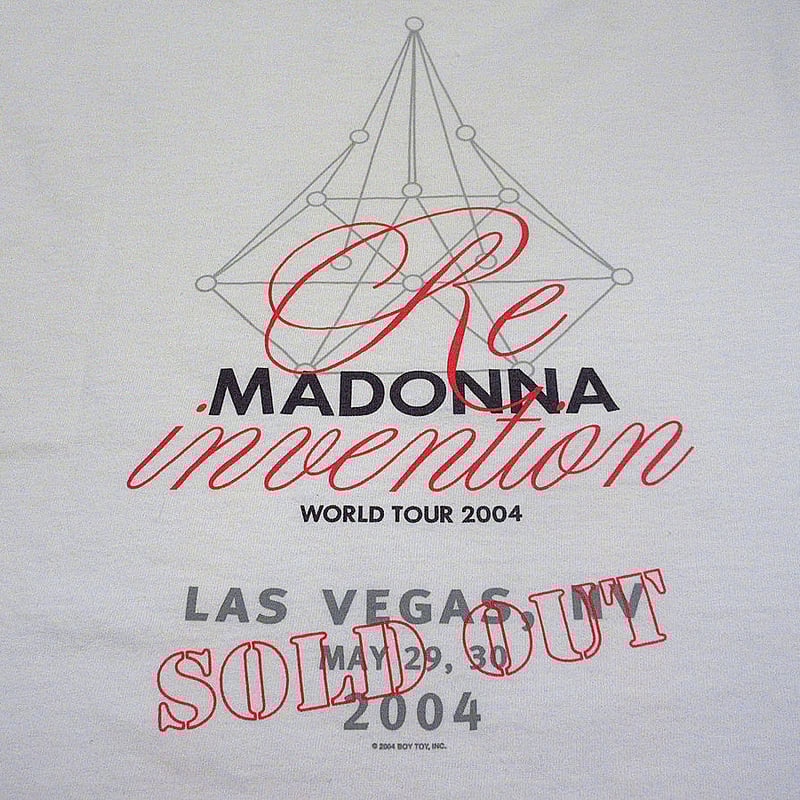 Re
MADONNA
invention
WORLD TOUR 2004
LAS VEGAS, NV
SOLD OUT
MAY 29, 30
2004
© 2004 BOY TOY, INC.